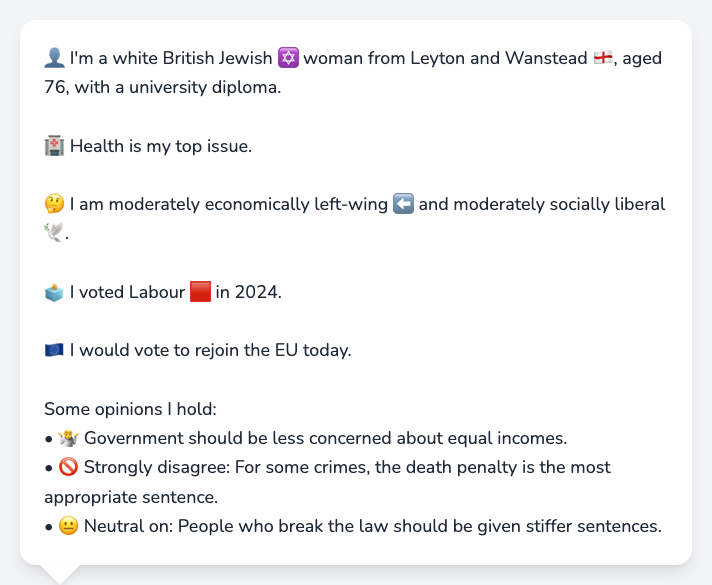 👤 I'm a white British Jewish ✡️ woman from Leyton and Wanstead 🏴󠁧󠁢󠁥󠁮󠁧󠁿, aged
76, with a university diploma.
🏥 Health is my top issue.
🤔 I am moderately economically left-wing ⬅️ and moderately socially liberal
🕊️.
🗳️ I voted Labour 🟥 in 2024.
🇪🇺 I would vote to rejoin the EU today.
Some opinions I hold:
• 🤷 Government should be less concerned about equal incomes.
• 🚫 Strongly disagree: For some crimes, the death penalty is the most
appropriate sentence.
• 😐 Neutral on: People who break the law should be given stiffer sentences.